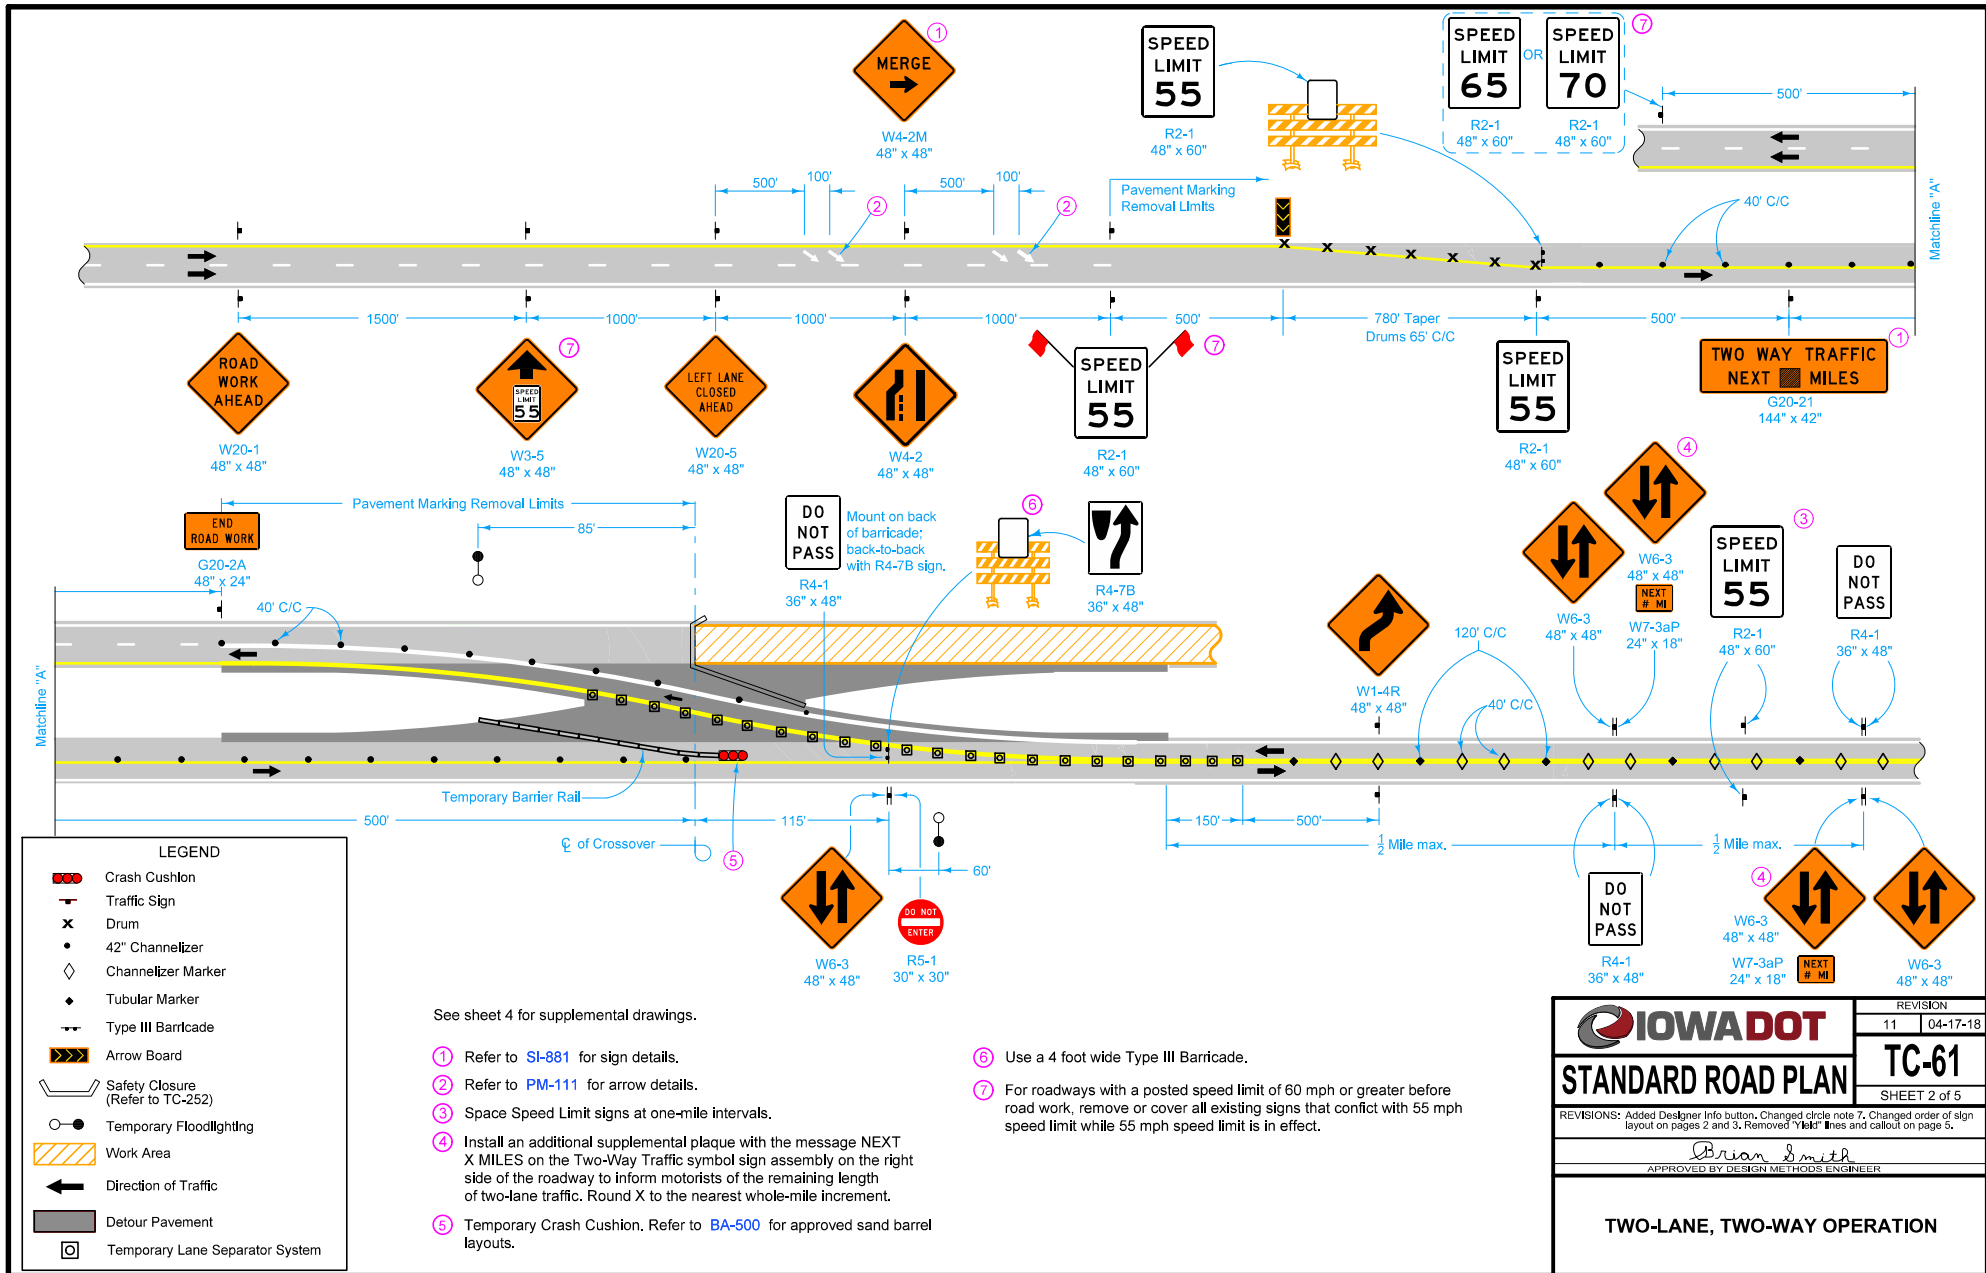 MERGE
1
W4-2M
48" x 48"
SPEED
LIMIT
55
R2-1
48" x 60"
SPEED
LIMIT
65
R2-1
48" x 60"
OR
SPEED
LIMIT
70
R2-1
48" x 60"
7
500'
500'
100'
2
500'
100'
2
Pavement Marking
Removal Limits
40' C/C
Matchline "A"
1500'
1000'
1000'
1000'
500'
780' Taper
Drums 65' C/C
500'
ROAD
WORK
AHEAD
W20-1
48" x 48"
7
SPEED
LIMIT
55
W3-5
48" x 48"
LEFT LANE
CLOSED
AHEAD
W20-5
48" x 48"
W4-2
48" x 48"
SPEED
LIMIT
55
7
R2-1
48" x 60"
SPEED
LIMIT
55
R2-1
48" x 60"
1
TWO WAY TRAFFIC
NEXT MILES
G20-21
144" x 42"
Pavement Marking Removal Limits
85'
END
ROAD WORK
G20-2A
48" x 24"
40' C/C
DO
NOT
PASS
R4-1
36" x 48"
Mount on back
of barricade;
back-to-back
with R4-7B sign.
6
R4-7B
36" x 48"
W1-4R
48" x 48"
120' C/C
40' C/C
W6-3
48" x 48"
4
W6-3
48" x 48"
NEXT
# MI
W7-3aP
24" x 18"
3
SPEED
LIMIT
55
R2-1
48" x 60"
DO
NOT
PASS
R4-1
36" x 48"
Matchline "A"
Temporary Barrier Rail
500'
115'
℄ of Crossover
5
60'
150'
500'
1/2 Mile max.
1/2 Mile max.
W6-3
48" x 48"
DO NOT
ENTER
R5-1
30" x 30"
DO
NOT
PASS
R4-1
36" x 48"
4
W6-3
48" x 48"
W7-3aP
24" x 18"
NEXT
# MI
W6-3
48" x 48"
LEGEND
Crash Cushion
Traffic Sign
Drum
42" Channelizer
Channelizer Marker
Tubular Marker
Type III Barricade
Arrow Board
Safety Closure
(Refer to TC-252)
Temporary Floodlighting
Work Area
Direction of Traffic
Detour Pavement
Temporary Lane Separator System
See sheet 4 for supplemental drawings.
1 Refer to SI-881 for sign details.
2 Refer to PM-111 for arrow details.
3 Space Speed Limit signs at one-mile intervals.
4 Install an additional supplemental plaque with the message NEXT
X MILES on the Two-Way Traffic symbol sign assembly on the right
side of the roadway to inform motorists of the remaining length
of two-lane traffic. Round X to the nearest whole-mile increment.
5 Temporary Crash Cushion. Refer to BA-500 for approved sand barrel
layouts.
6 Use a 4 foot wide Type III Barricade.
7 For roadways with a posted speed limit of 60 mph or greater before
road work, remove or cover all existing signs that confict with 55 mph
speed limit while 55 mph speed limit is in effect.
IOWADOT
STANDARD ROAD PLAN
REVISION
11 04-17-18
TC-61
SHEET 2 of 5
REVISIONS: Added Designer Info button. Changed circle note 7. Changed order of sign
layout on pages 2 and 3. Removed "Yield" lines and callout on page 5.
Brian Smith
APPROVED BY DESIGN METHODS ENGINEER
TWO-LANE, TWO-WAY OPERATION